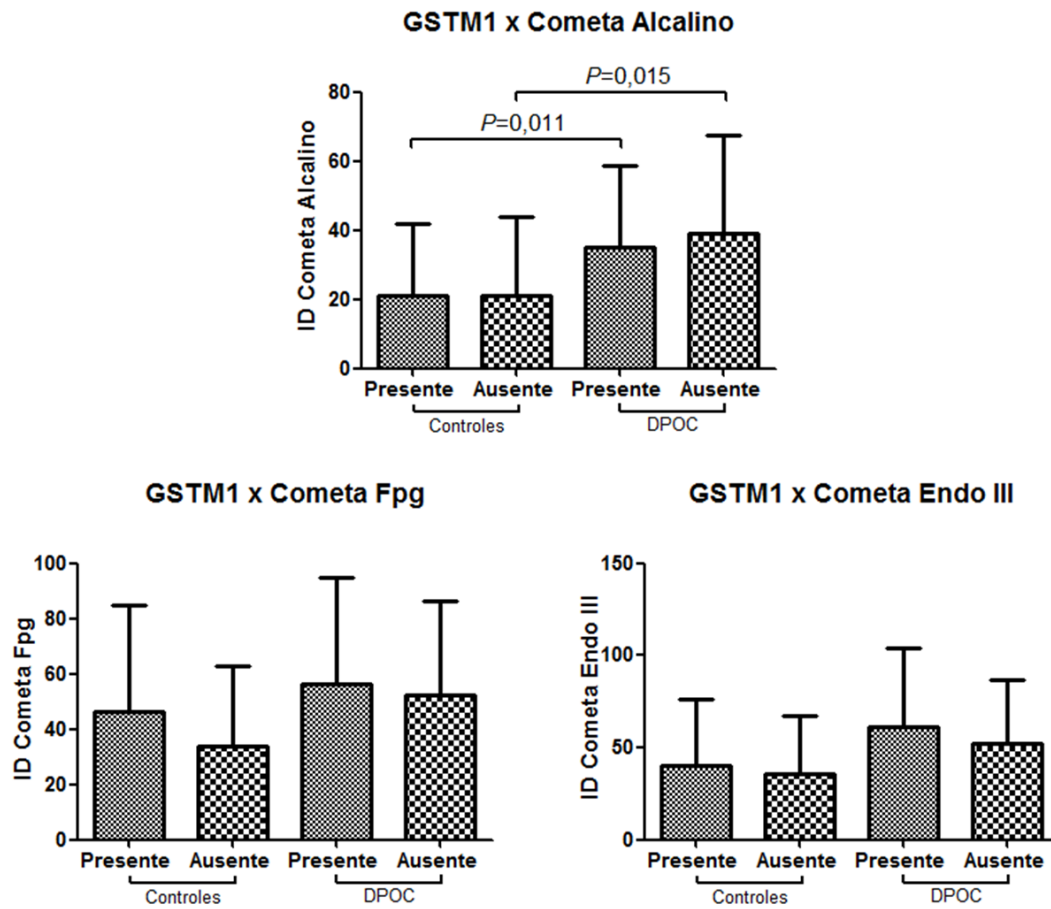 GSTM1 x Cometa Alcalino
P=0,015
P=0,011
ID Cometa Alcalino
80
60
40
20
0
Presente Ausente Presente Ausente
Controles DPOC
GSTM1 x Cometa Fpg
ID Cometa Fpg
100
80
60
40
20
0
Presente Ausente Presente Ausente
Controles DPOC
GSTM1 x Cometa Endo III
ID Cometa Endo III
150
100
50
0
Presente Ausente Presente Ausente
Controles DPOC